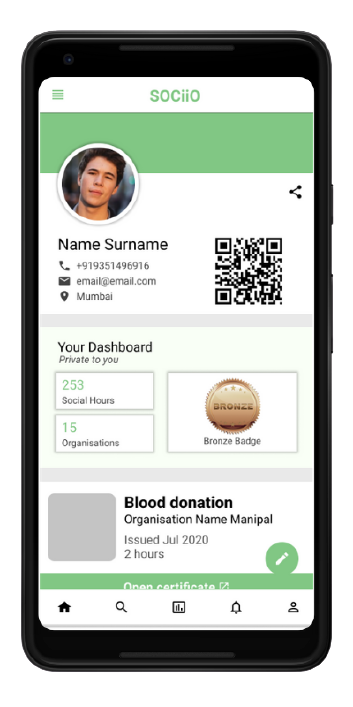 SOCiiO
Name Surname
+919351496916
email@email.com
Mumbai
Your Dashboard
Private to you
253
Social Hours
15
Organisations
BRONZE
Bronze Badge
Blood donation
Organisation Name Manipal
Issued Jul 2020
2 hours
Open certificate